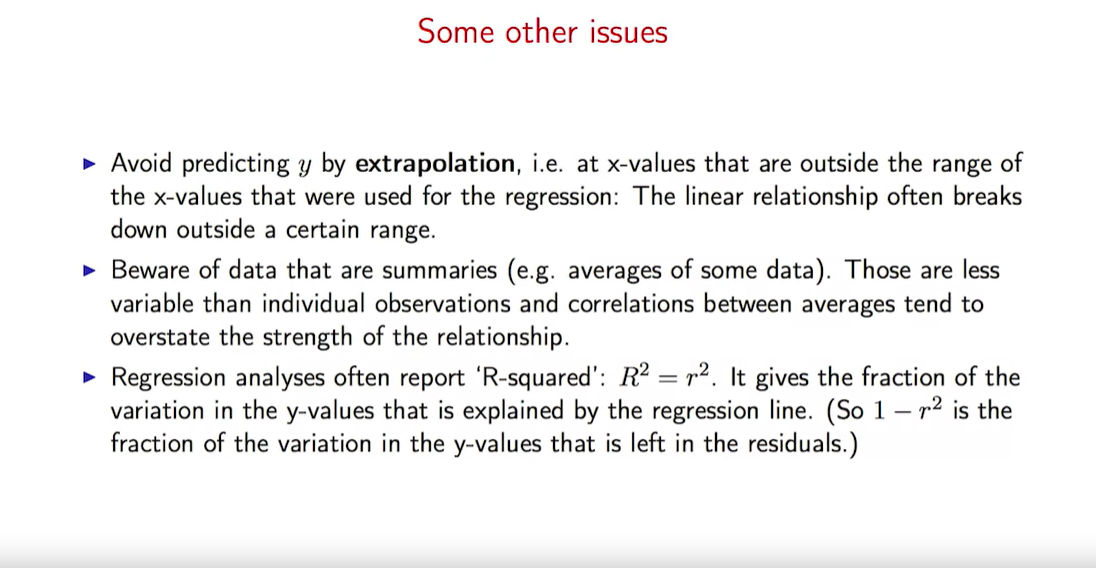 Some other issues
▶ Avoid predicting y by extrapolation, i.e. at x-values that are outside the range of
the x-values that were used for the regression: The linear relationship often breaks
down outside a certain range.
▶ Beware of data that are summaries (e.g. averages of some data). Those are less
variable than individual observations and correlations between averages tend to
overstate the strength of the relationship.
▶ Regression analyses often report ‘R-squared’: R² = r². It gives the fraction of the
variation in the y-values that is explained by the regression line. (So 1 − r² is the
fraction of the variation in the y-values that is left in the residuals.)